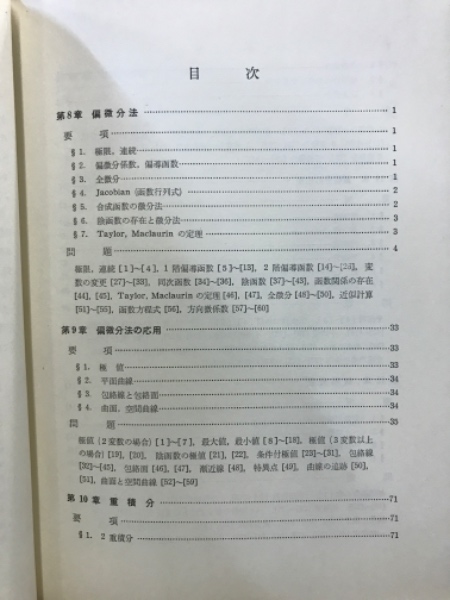 目次
第8章 偏微分法 1
要項 1
§1. 極限，連続 1
§2. 偏微分係数，偏導函数 1
§3. 全微分 1
§4. Jacobian (函数行列式) 2
§5. 合成函数の微分法 2
§6. 陰函数の存在と微分法 3
§7. Taylor, Maclaurin の定理 3
問題 4
極限，連続 [1]~[4], 1 階偏導函数 [5]~[13], 2 階偏導函数 [14]~[26], 変
数の変更 [27]~[33], 同次函数 [34]~[36], 陰函数 [37]~[43], 函数関係の存在
[44], [45], Taylor, Maclaurin の定理 [46], [47], 全微分 [48]~[50], 近似計算
[51]~[55], 函数方程式 [56], 方向微係数 [57]~[60]
第9章 偏微分法の応用 33
要項 33
§1. 極値 33
§2. 平面曲線 34
§3. 包絡線と包絡面 34
§4. 曲面，空間曲線 34
問題 35
極値 (2変数の場合) [1]~[7], 最大値，最小値 [8]~[18], 極値 (3変数以上
の場合) [19], [20], 陰函数の極値 [21], [22], 条件付極値 [23]~[31], 包絡線
[32]~[45], 包絡面 [46], [47], 漸近線 [48], 特異点 [49], 曲線の追跡 [50],
[51], 曲面と空間曲線 [52]~[59]
第10章 重積分 71
要項 71
§1. 2 重積分 71